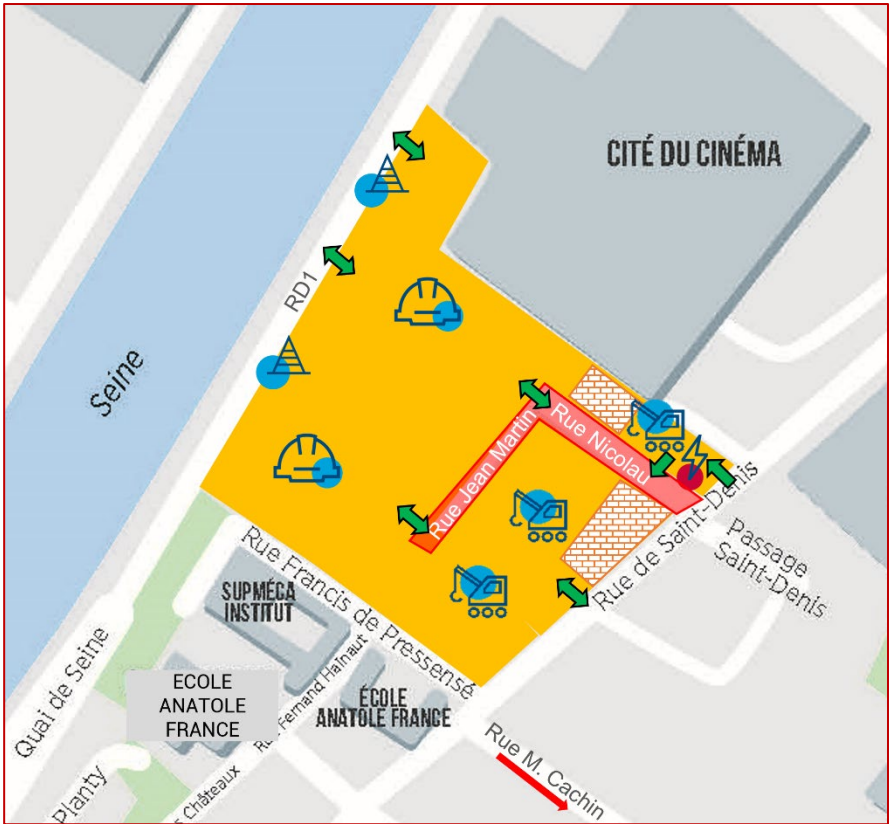 CITÉ DU CINÉMA
RD1
Seine
Rue Nicolau
Rue Jean Martin
Rue de Saint-Denis
Passage
Saint-Denis
Rue Francis de Pressensé
SUPMÉCA
INSTITUT
Quai de Seine
ECOLE
ANATOLE
FRANCE
Fernand Hainaut
ÉCOLE
ANATOLE FRANCE
Rue M. Cachin
Planty
Châteaux